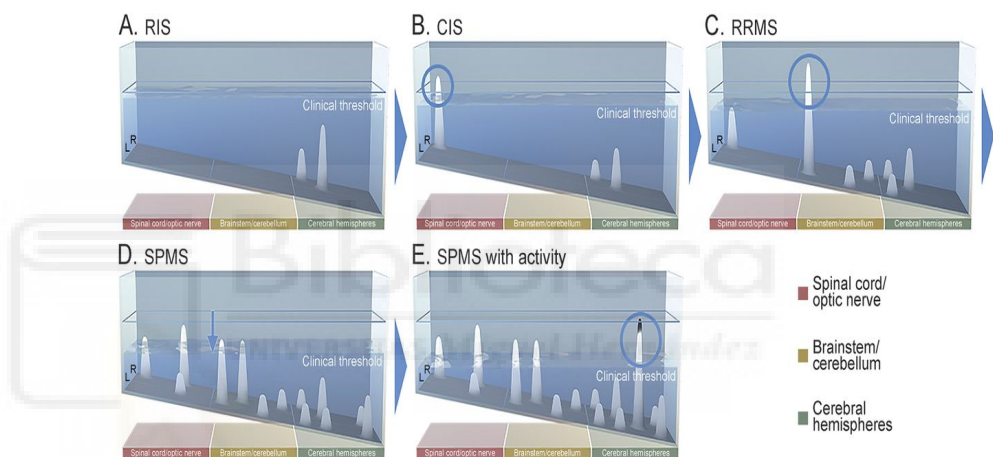 A. RIS
Clinical threshold
R
L
Spinal cord/optic nerve Brainstem/cerebellum Cerebral hemispheres
B. CIS
Clinical threshold
R
L
Spinal cord/optic nerve Brainstem/cerebellum Cerebral hemispheres
C. RRMS
Clinical threshold
R
L
Spinal cord/optic nerve Brainstem/cerebellum Cerebral hemispheres
D. SPMS
Clinical threshold
R
L
Spinal cord/optic nerve Brainstem/cerebellum Cerebral hemispheres
E. SPMS with activity
Clinical threshold
R
L
Spinal cord/optic nerve Brainstem/cerebellum Cerebral hemispheres
Spinal cord/
optic nerve
Brainstem/
cerebellum
Cerebral
hemispheres
Biblioteca